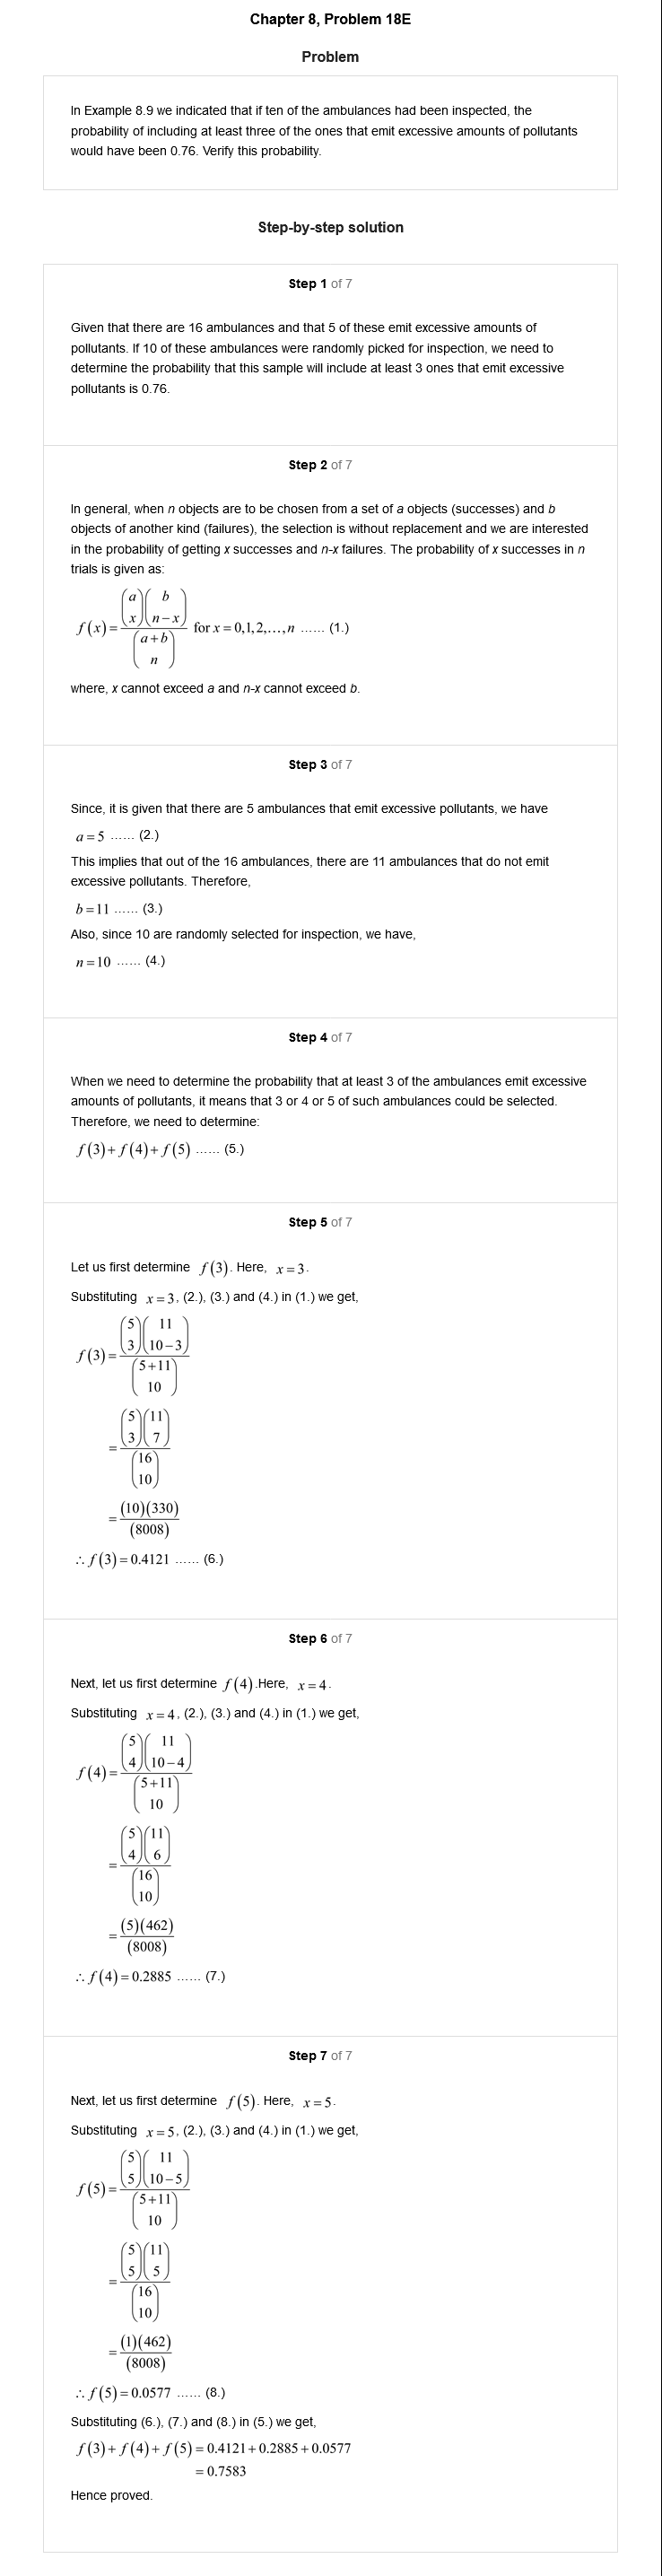 Chapter 8, Problem 18E
Problem
In Example 8.9 we indicated that if ten of the ambulances had been inspected, the
probability of including at least three of the ones that emit excessive amounts of pollutants
would have been 0.76. Verify this probability.
Step-by-step solution
Step 1 of 7
Given that there are 16 ambulances and that 5 of these emit excessive amounts of
pollutants. If 10 of these ambulances were randomly picked for inspection, we need to
determine the probability that this sample will include at least 3 ones that emit excessive
pollutants is 0.76.
Step 2 of 7
In general, when n objects are to be chosen from a set of a objects (successes) and b
objects of another kind (failures), the selection is without replacement and we are interested
in the probability of getting x successes and n-x failures. The probability of x successes in n
trials is given as:
f(x) = \frac{\binom{a}{x}\binom{b}{n-x}}{\binom{a+b}{n}} for x = 0,1,2,...,n ...... (1.)
where, x cannot exceed a and n-x cannot exceed b.
Step 3 of 7
Since, it is given that there are 5 ambulances that emit excessive pollutants, we have
a = 5 ...... (2.)
This implies that out of the 16 ambulances, there are 11 ambulances that do not emit
excessive pollutants. Therefore,
b = 11 ...... (3.)
Also, since 10 are randomly selected for inspection, we have,
n = 10 ...... (4.)
Step 4 of 7
When we need to determine the probability that at least 3 of the ambulances emit excessive
amounts of pollutants, it means that 3 or 4 or 5 of such ambulances could be selected.
Therefore, we need to determine:
f(3) + f(4) + f(5) ...... (5.)
Step 5 of 7
Let us first determine f(3). Here, x = 3.
Substituting x = 3, (2.), (3.) and (4.) in (1.) we get,
f(3) = \frac{\binom{5}{3}\binom{11}{10-3}}{\binom{5+11}{10}}
= \frac{\binom{5}{3}\binom{11}{7}}{\binom{16}{10}}
= \frac{(10)(330)}{(8008)}
∴ f(3) = 0.4121 ...... (6.)
Step 6 of 7
Next, let us first determine f(4).Here, x = 4.
Substituting x = 4, (2.), (3.) and (4.) in (1.) we get,
f(4) = \frac{\binom{5}{4}\binom{11}{10-4}}{\binom{5+11}{10}}
= \frac{\binom{5}{4}\binom{11}{6}}{\binom{16}{10}}
= \frac{(5)(462)}{(8008)}
∴ f(4) = 0.2885 ...... (7.)
Step 7 of 7
Next, let us first determine f(5). Here, x = 5.
Substituting x = 5, (2.), (3.) and (4.) in (1.) we get,
f(5) = \frac{\binom{5}{5}\binom{11}{10-5}}{\binom{5+11}{10}}
= \frac{\binom{5}{5}\binom{11}{5}}{\binom{16}{10}}
= \frac{(1)(462)}{(8008)}
∴ f(5) = 0.0577 ...... (8.)
Substituting (6.), (7.) and (8.) in (5.) we get,
f(3) + f(4) + f(5) = 0.4121 + 0.2885 + 0.0577
= 0.7583
Hence proved.